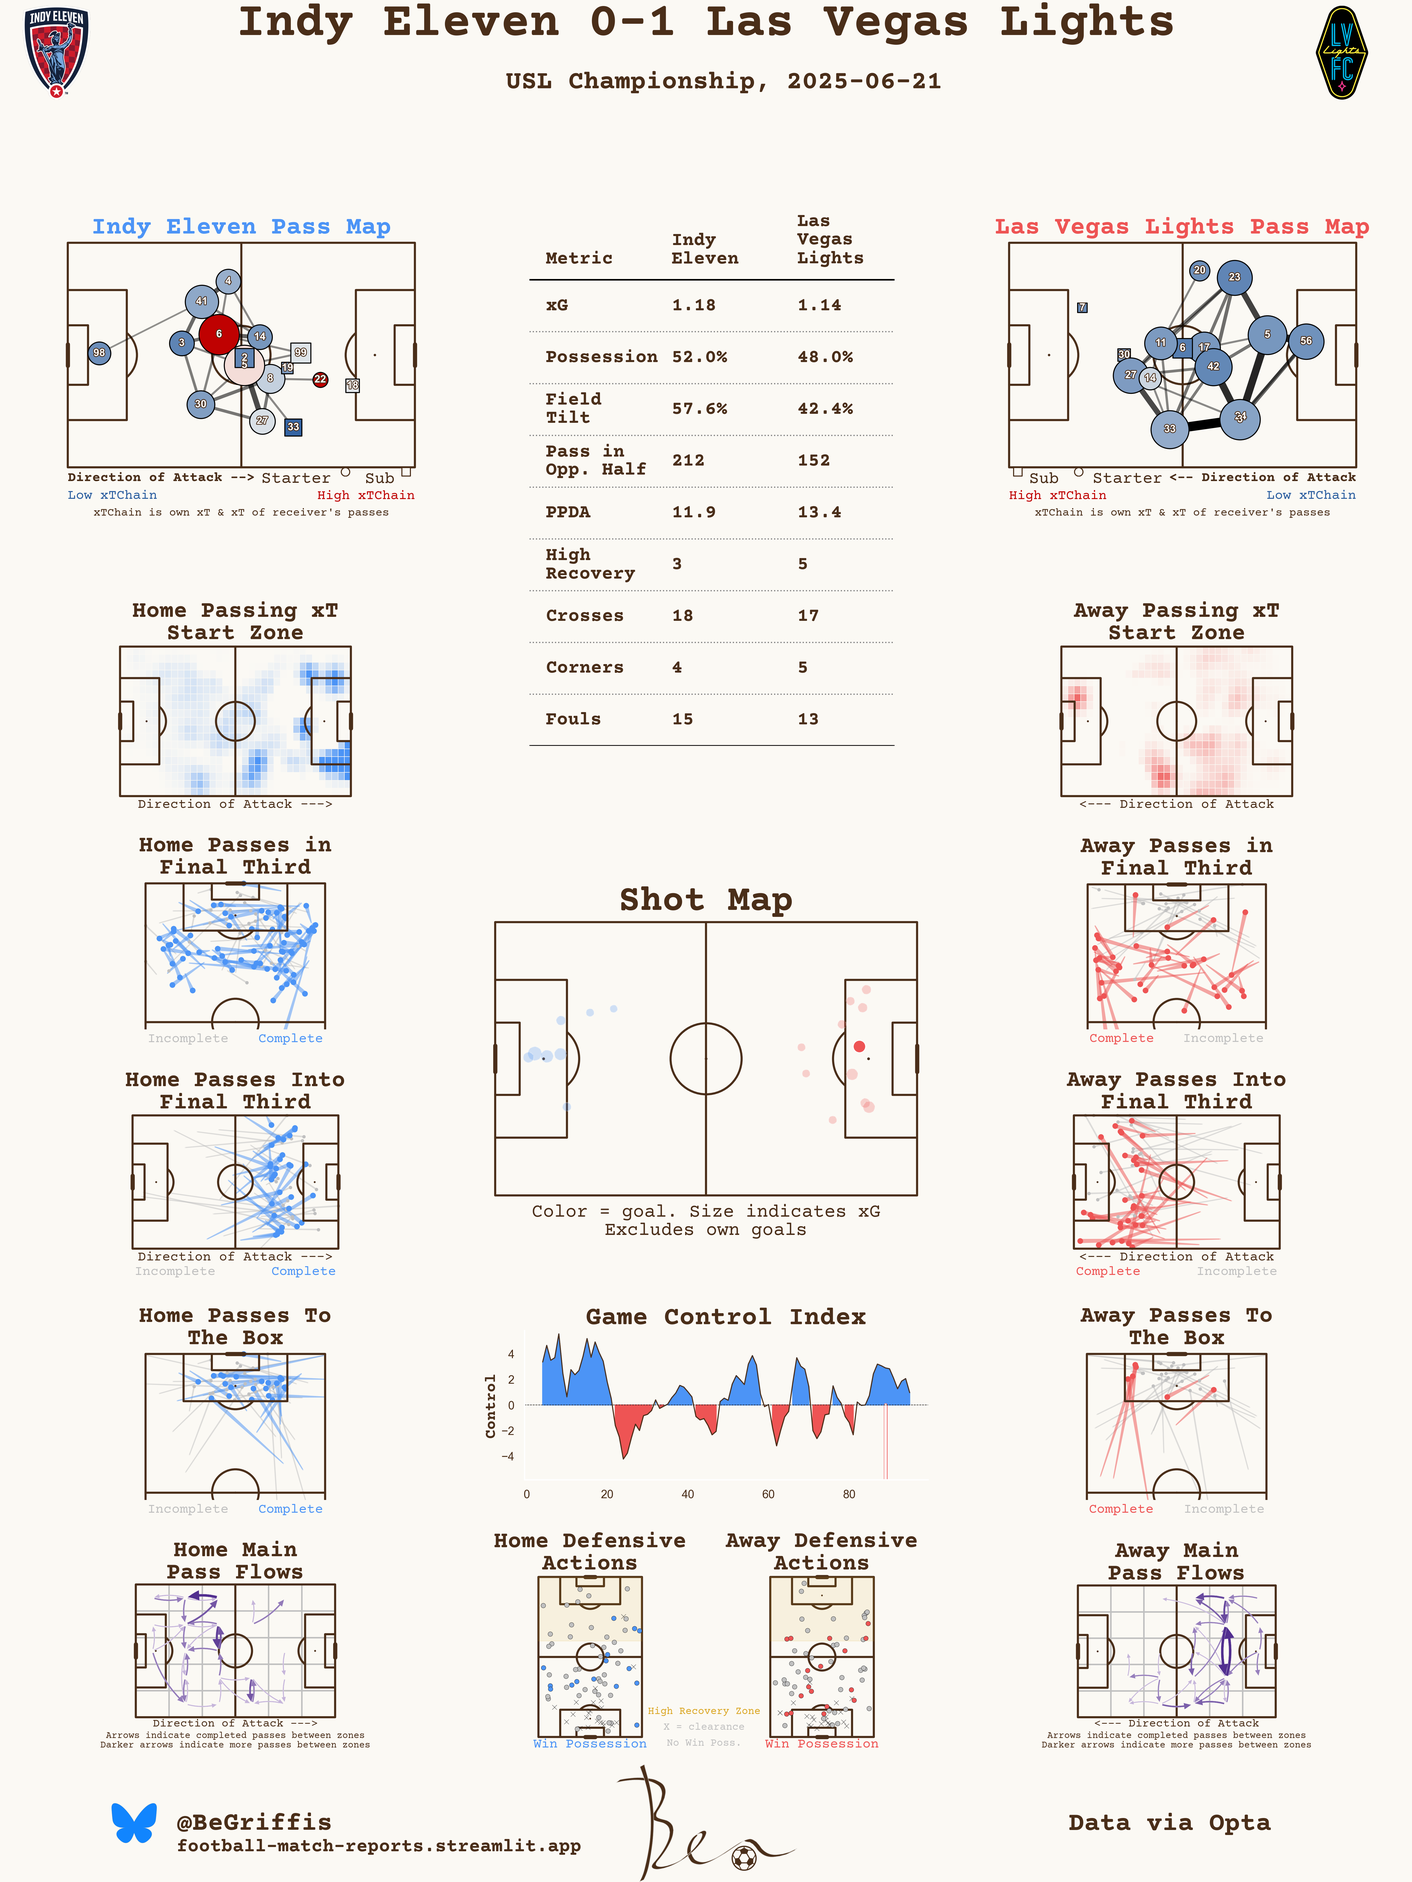 INDY ELEVEN
LV
Lights
FC
Indy Eleven 0-1 Las Vegas Lights
USL Championship, 2025-06-21
Indy Eleven Pass Map
4
41
6
14
3
98
2
5
99
19
8
22
18
30
27
33
Direction of Attack --> Starter Sub
Low xTChain High xTChain
xTChain is own xT & xT of receiver's passes
Metric Indy Eleven Las Vegas Lights
xG 1.18 1.14
Possession 52.0% 48.0%
Field Tilt 57.6% 42.4%
Pass in Opp. Half 212 152
PPDA 11.9 13.4
High Recovery 3 5
Crosses 18 17
Corners 4 5
Fouls 15 13
Las Vegas Lights Pass Map
20
23
7
5
56
11
6
17
30
27
14
42
33
Sub Starter <-- Direction of Attack
High xTChain Low xTChain
xTChain is own xT & xT of receiver's passes
Home Passing xT
Start Zone
Direction of Attack --->
Away Passing xT
Start Zone
<--- Direction of Attack
Home Passes in
Final Third
Incomplete Complete
Away Passes in
Final Third
Complete Incomplete
Shot Map
Color = goal. Size indicates xG
Excludes own goals
Home Passes Into
Final Third
Direction of Attack --->
Incomplete Complete
Away Passes Into
Final Third
<--- Direction of Attack
Complete Incomplete
Home Passes To
The Box
Incomplete Complete
Game Control Index
Control
4
2
0
−2
−4
0 20 40 60 80
Away Passes To
The Box
Complete Incomplete
Home Main
Pass Flows
Direction of Attack --->
Arrows indicate completed passes between zones
Darker arrows indicate more passes between zones
Home Defensive
Actions
Win Possession
High Recovery Zone
X = clearance
No Win Poss.
Away Defensive
Actions
Win Possession
Away Main
Pass Flows
<--- Direction of Attack
Arrows indicate completed passes between zones
Darker arrows indicate more passes between zones
@BeGriffis
football-match-reports.streamlit.app
Ben
Data via Opta